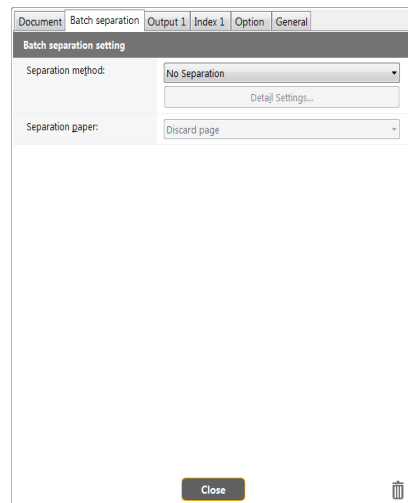 Document Batch separation Output 1 Index 1 Option General
Batch separation setting
Separation method: No Separation
Detail Settings...
Separation paper: Discard page
Close